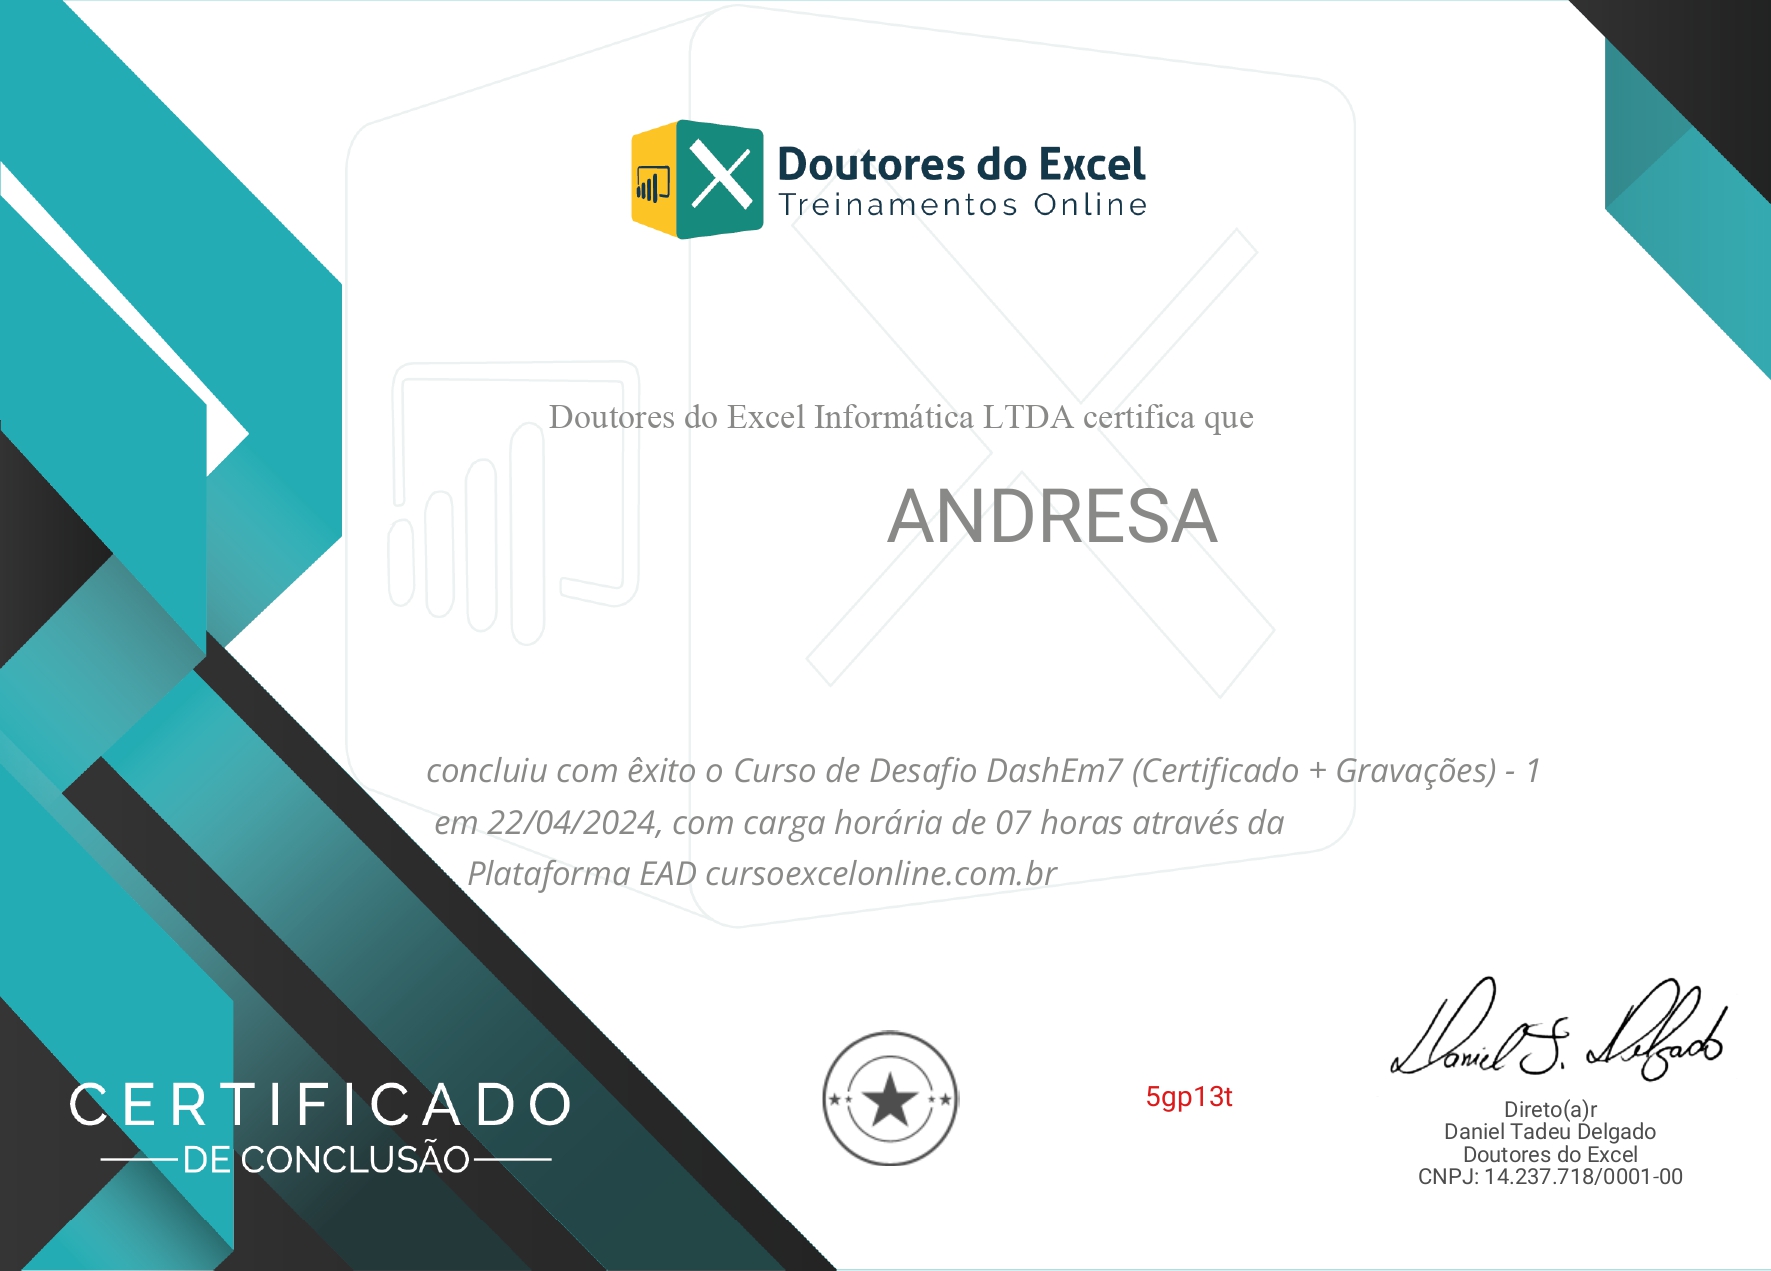 Doutores do Excel
Treinamentos Online
Doutores do Excel Informática LTDA certifica que
ANDRESA
concluiu com êxito o Curso de Desafio DashEm7 (Certificado + Gravações) - 1
em 22/04/2024, com carga horária de 07 horas através da
Plataforma EAD cursoexcelonline.com.br
CERTIFICADO
DE CONCLUSÃO
5gp13t
Daniel T. Delgado
Direto(a)r
Daniel Tadeu Delgado
Doutores do Excel
CNPJ: 14.237.718/0001-00